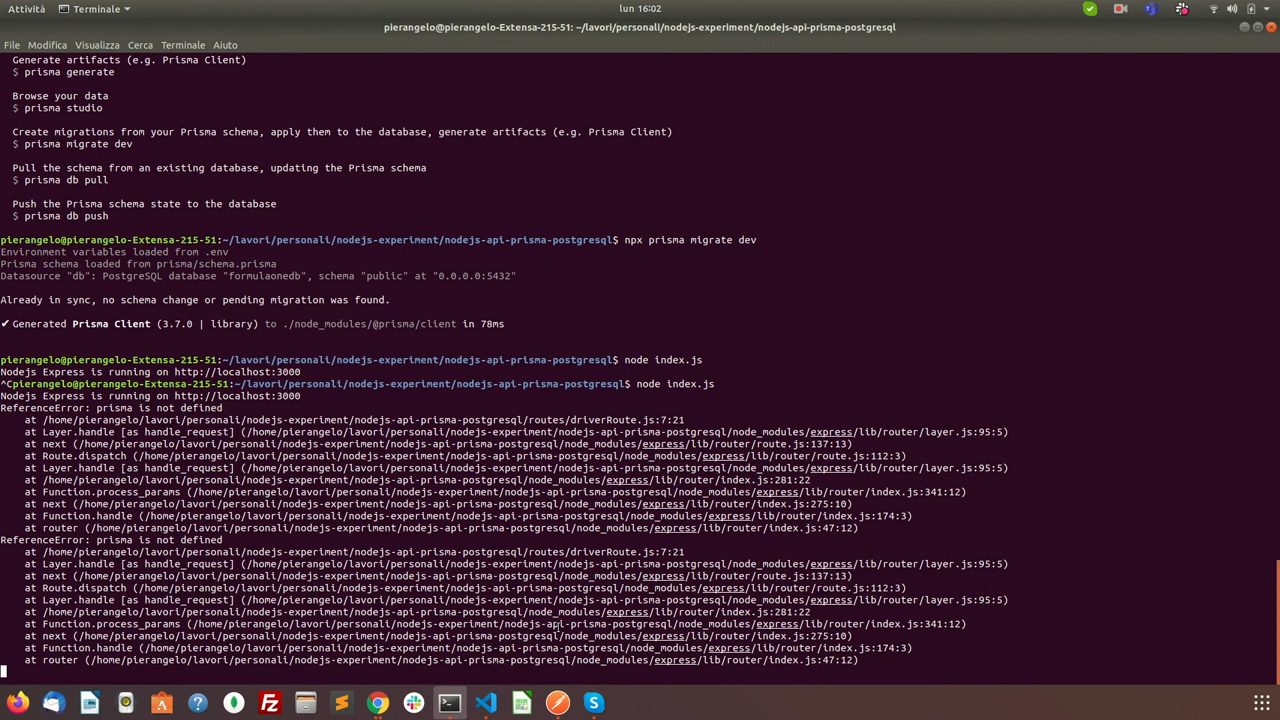 Attività
Terminale
lun 16:02
pierangelo@pierangelo-Extensa-215-51: ~/lavori/personali/nodejs-experiment/nodejs-api-prisma-postgresql
File Modifica Visualizza Cerca Terminale Aiuto
Generate artifacts (e.g. Prisma Client)
$ prisma generate
Browse your data
$ prisma studio
Create migrations from your Prisma schema, apply them to the database, generate artifacts (e.g. Prisma Client)
$ prisma migrate dev
Pull the schema from an existing database, updating the Prisma schema
$ prisma db pull
Push the Prisma schema state to the database
$ prisma db push
pierangelo@pierangelo-Extensa-215-51:~/lavori/personali/nodejs-experiment/nodejs-api-prisma-postgresql$ npx prisma migrate dev
Environment variables loaded from .env
Prisma schema loaded from prisma/schema.prisma
Datasource "db": PostgreSQL database "formulaonedb", schema "public" at "0.0.0.0:5432"
Already in sync, no schema change or pending migration was found.
✔ Generated Prisma Client (3.7.0 | library) to ./node_modules/@prisma/client in 78ms
pierangelo@pierangelo-Extensa-215-51:~/lavori/personali/nodejs-experiment/nodejs-api-prisma-postgresql$ node index.js
Nodejs Express is running on http://localhost:3000
^Cpierangelo@pierangelo-Extensa-215-51:~/lavori/personali/nodejs-experiment/nodejs-api-prisma-postgresql$ node index.js
Nodejs Express is running on http://localhost:3000
ReferenceError: prisma is not defined
at /home/pierangelo/lavori/personali/nodejs-experiment/nodejs-api-prisma-postgresql/routes/driverRoute.js:7:21
at Layer.handle [as handle_request] (/home/pierangelo/lavori/personali/nodejs-experiment/nodejs-api-prisma-postgresql/node_modules/express/lib/router/layer.js:95:5)
at next (/home/pierangelo/lavori/personali/nodejs-experiment/nodejs-api-prisma-postgresql/node_modules/express/lib/router/route.js:137:13)
at Route.dispatch (/home/pierangelo/lavori/personali/nodejs-experiment/nodejs-api-prisma-postgresql/node_modules/express/lib/router/route.js:112:3)
at Layer.handle [as handle_request] (/home/pierangelo/lavori/personali/nodejs-experiment/nodejs-api-prisma-postgresql/node_modules/express/lib/router/layer.js:95:5)
at /home/pierangelo/lavori/personali/nodejs-experiment/nodejs-api-prisma-postgresql/node_modules/express/lib/router/index.js:281:22
at Function.process_params (/home/pierangelo/lavori/personali/nodejs-experiment/nodejs-api-prisma-postgresql/node_modules/express/lib/router/index.js:341:12)
at next (/home/pierangelo/lavori/personali/nodejs-experiment/nodejs-api-prisma-postgresql/node_modules/express/lib/router/index.js:275:10)
at Function.handle (/home/pierangelo/lavori/personali/nodejs-experiment/nodejs-api-prisma-postgresql/node_modules/express/lib/router/index.js:174:3)
at router (/home/pierangelo/lavori/personali/nodejs-experiment/nodejs-api-prisma-postgresql/node_modules/express/lib/router/index.js:47:12)
ReferenceError: prisma is not defined
at /home/pierangelo/lavori/personali/nodejs-experiment/nodejs-api-prisma-postgresql/routes/driverRoute.js:7:21
at Layer.handle [as handle_request] (/home/pierangelo/lavori/personali/nodejs-experiment/nodejs-api-prisma-postgresql/node_modules/express/lib/router/layer.js:95:5)
at next (/home/pierangelo/lavori/personali/nodejs-experiment/nodejs-api-prisma-postgresql/node_modules/express/lib/router/route.js:137:13)
at Route.dispatch (/home/pierangelo/lavori/personali/nodejs-experiment/nodejs-api-prisma-postgresql/node_modules/express/lib/router/route.js:112:3)
at Layer.handle [as handle_request] (/home/pierangelo/lavori/personali/nodejs-experiment/nodejs-api-prisma-postgresql/node_modules/express/lib/router/layer.js:95:5)
at /home/pierangelo/lavori/personali/nodejs-experiment/nodejs-api-prisma-postgresql/node_modules/express/lib/router/index.js:281:22
at Function.process_params (/home/pierangelo/lavori/personali/nodejs-experiment/nodejs-api-prisma-postgresql/node_modules/express/lib/router/index.js:341:12)
at next (/home/pierangelo/lavori/personali/nodejs-experiment/nodejs-api-prisma-postgresql/node_modules/express/lib/router/index.js:275:10)
at Function.handle (/home/pierangelo/lavori/personali/nodejs-experiment/nodejs-api-prisma-postgresql/node_modules/express/lib/router/index.js:174:3)
at router (/home/pierangelo/lavori/personali/nodejs-experiment/nodejs-api-prisma-postgresql/node_modules/express/lib/router/index.js:47:12)